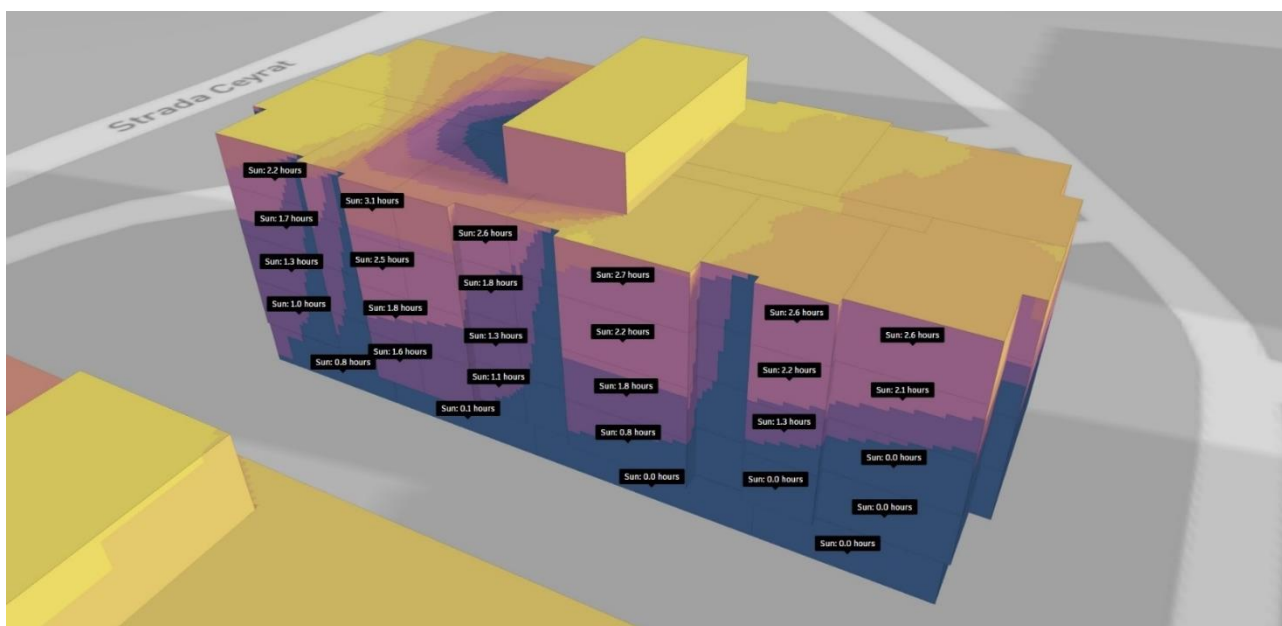 Strada Ceyrat
Sun: 2.2 hours
Sun: 3.1 hours
Sun: 1.7 hours
Sun: 2.6 hours
Sun: 1.3 hours
Sun: 2.5 hours
Sun: 2.7 hours
Sun: 1.8 hours
Sun: 1.0 hours
Sun: 1.8 hours
Sun: 2.6 hours
Sun: 2.2 hours
Sun: 1.3 hours
Sun: 2.6 hours
Sun: 1.6 hours
Sun: 0.8 hours
Sun: 2.2 hours
Sun: 1.1 hours
Sun: 1.8 hours
Sun: 2.1 hours
Sun: 0.1 hours
Sun: 1.3 hours
Sun: 0.8 hours
Sun: 0.0 hours
Sun: 0.0 hours
Sun: 0.0 hours
Sun: 0.0 hours
Sun: 0.0 hours